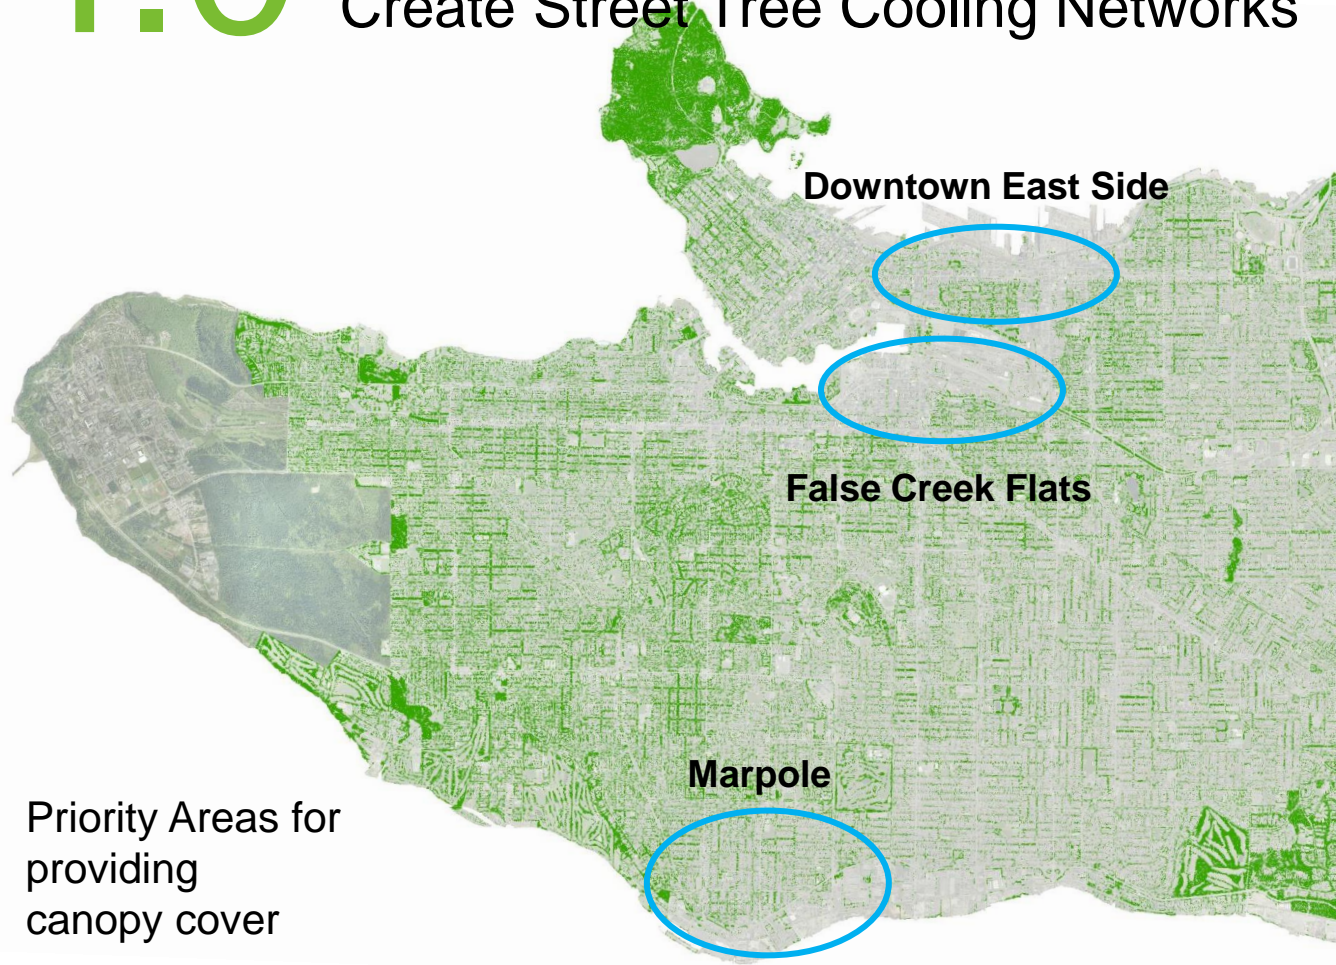 Create Street Tree Cooling Networks
Downtown East Side
False Creek Flats
Marpole
Priority Areas for
providing
canopy cover